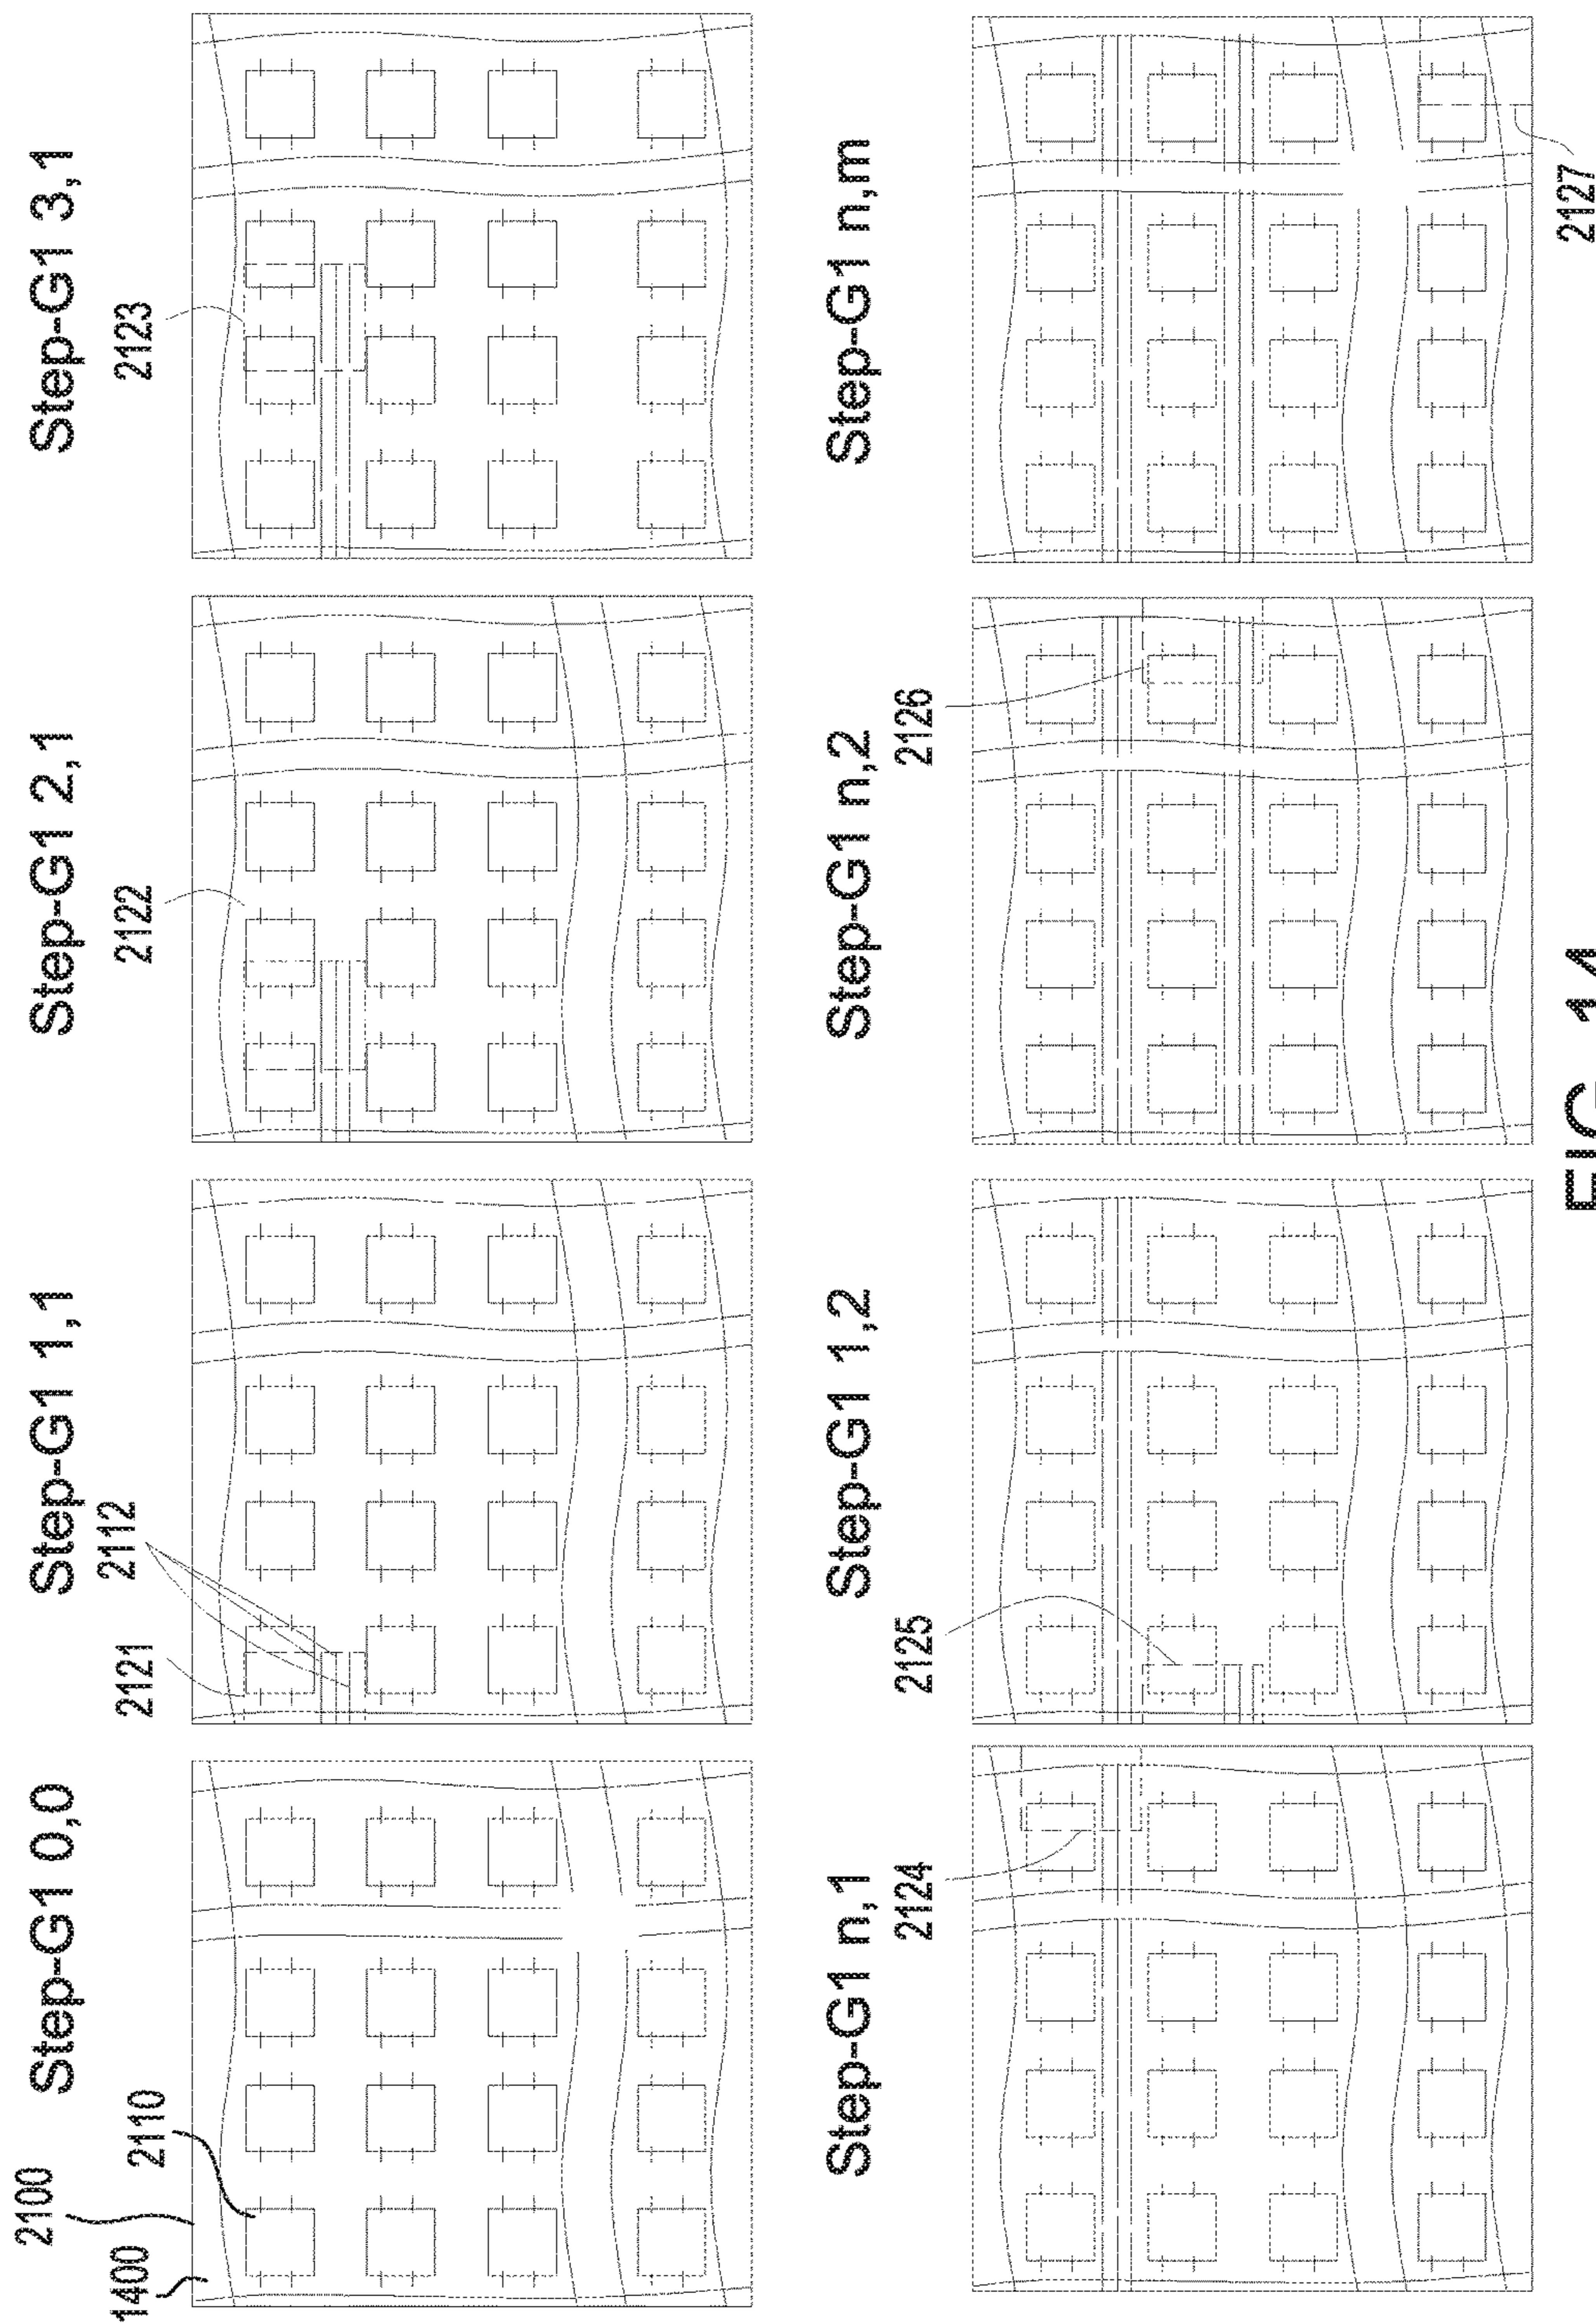 Step-G1 0,0
2100
1400
2110
Step-G1 1,1
2121
2112
Step-G1 2,1
2122
Step-G1 3,1
2123
Step-G1 n,1
2124
Step-G1 1,2
2125
Step-G1 n,2
2126
Step-G1 n,m
2127
FIG. 14